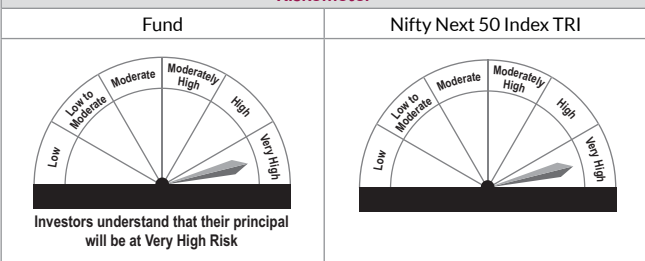 Riskometer
Fund
Nifty Next 50 Index TRI
Low
Low to
Moderate
Moderate
Moderately
High
High
Very High
Investors understand that their principal
will be at Very High Risk
Low
Low to
Moderate
Moderate
Moderately
High
High
Very High